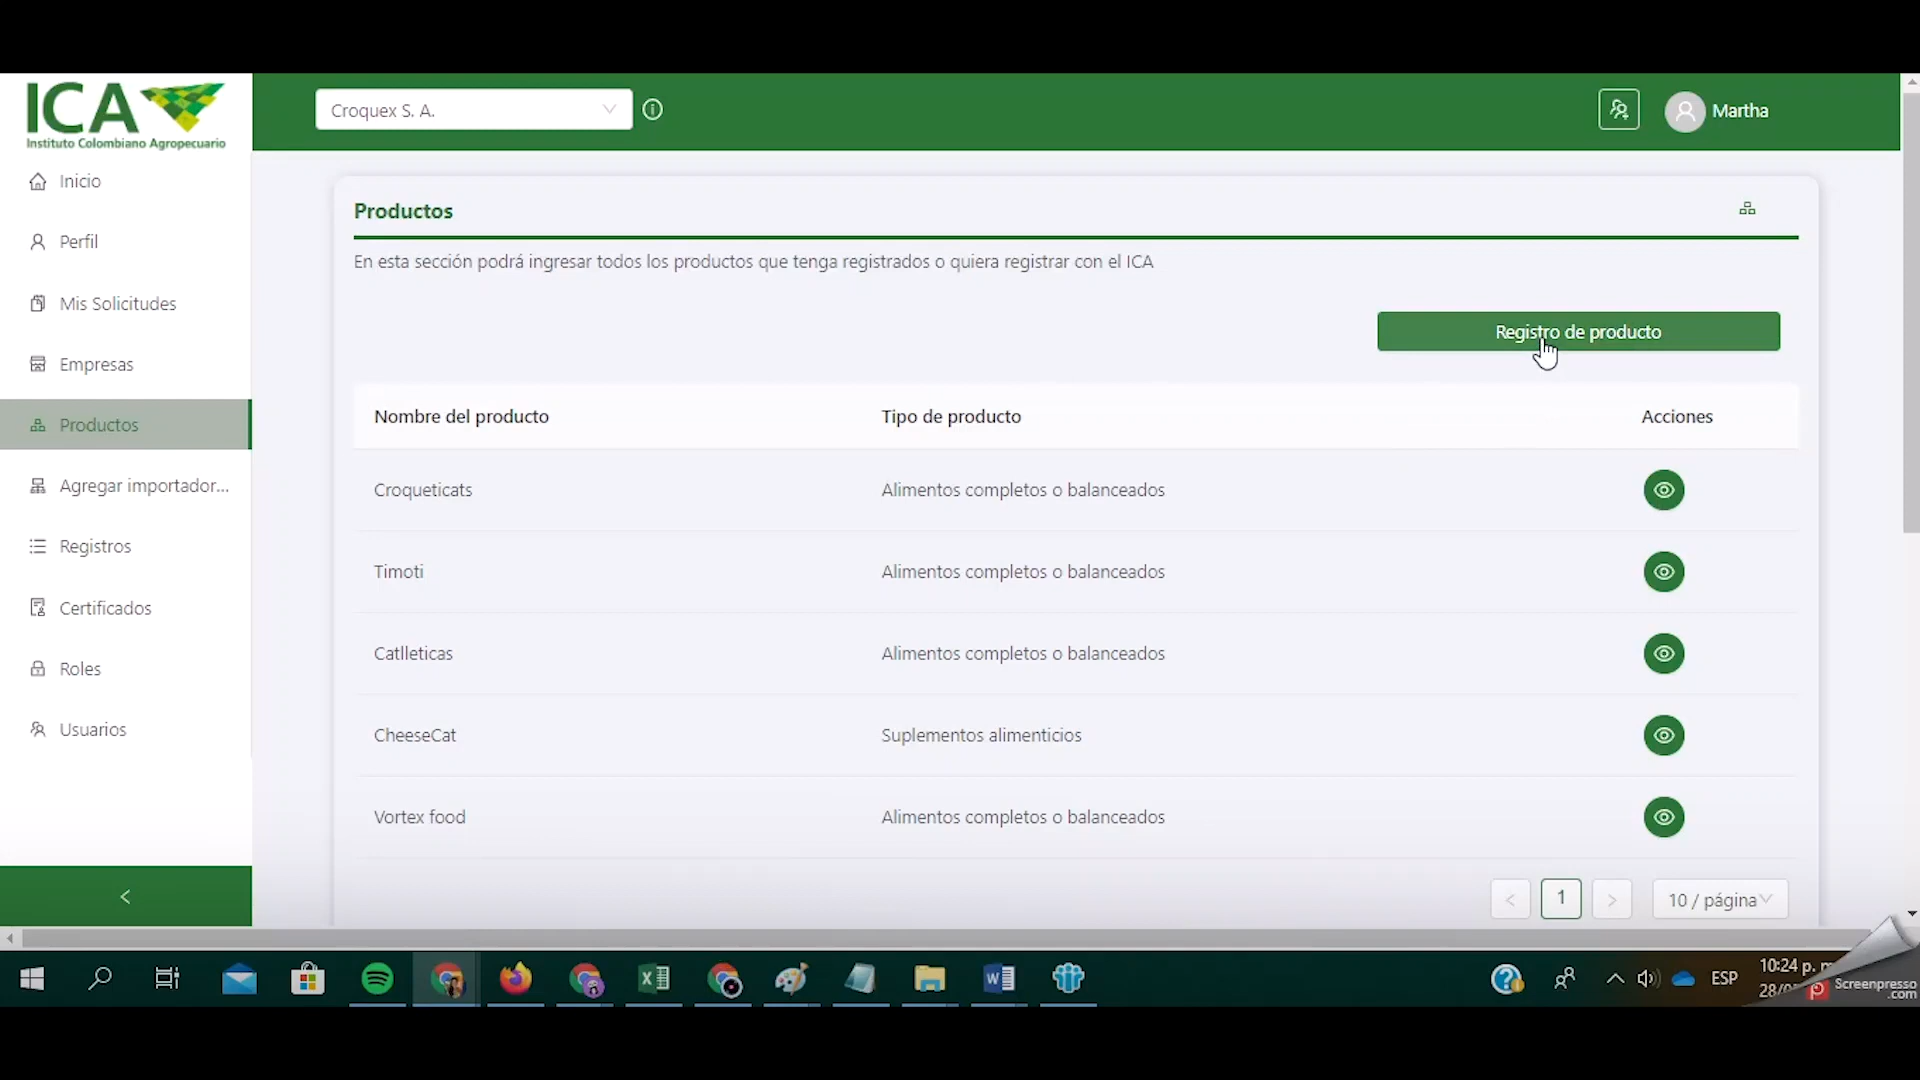 ICA
Instituto Colombiano Agropecuario
Croquex S. A.
Martha
Inicio
Perfil
Mis Solicitudes
Empresas
Productos
Agregar importador...
Registros
Certificados
Roles
Usuarios
Productos
En esta sección podrá ingresar todos los productos que tenga registrados o quiera registrar con el ICA
Registro de producto
Nombre del producto Tipo de producto Acciones
Croqueticats Alimentos completos o balanceados
Timoti Alimentos completos o balanceados
Catlleticas Alimentos completos o balanceados
CheeseCat Suplementos alimenticios
Vortex food Alimentos completos o balanceados
< 1 > 10 / página
<
ESP
10:24 p.
28/
Screenpresso
.com